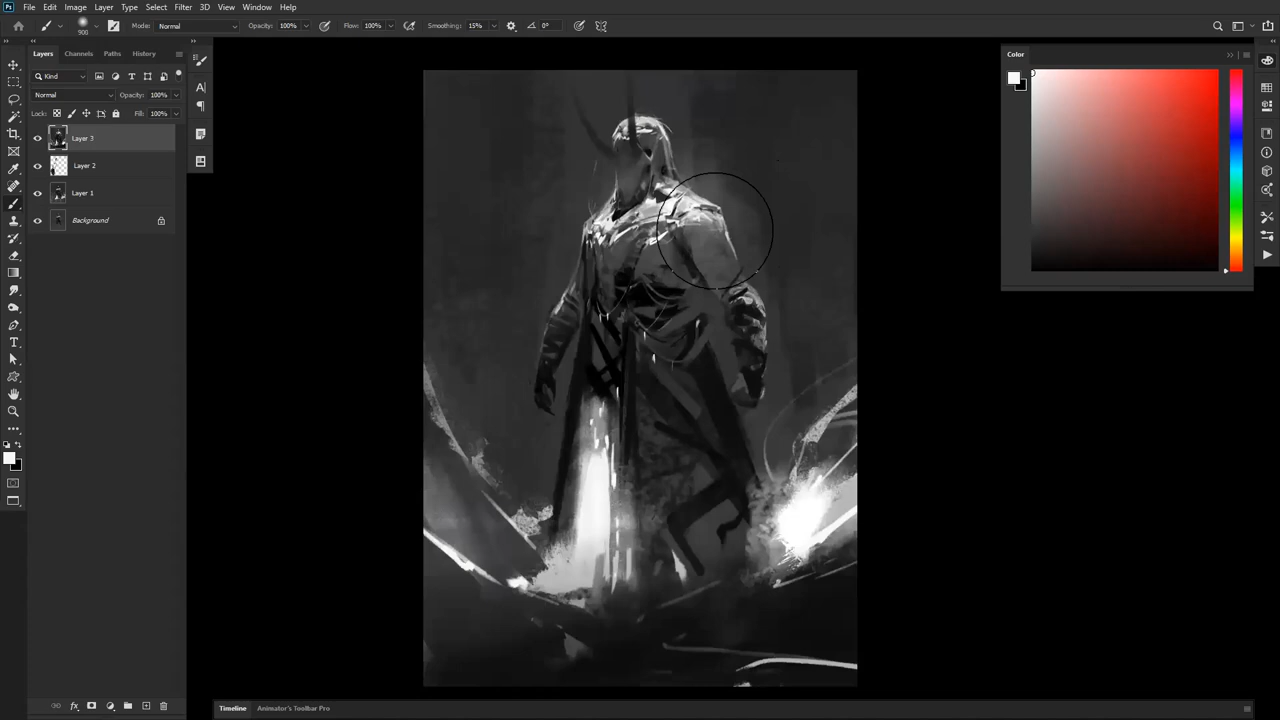 Ps File Edit Image Layer Type Select Filter 3D View Window Help
900 Mode: Normal Opacity: 100% Flow: 100% Smoothing: 15% 0°
Layers Channels Paths History
Kind
Normal Opacity: 100%
Lock: Fill: 100%
Layer 3
Layer 2
Layer 1
Background
Color
Timeline Animator's Toolbar Pro